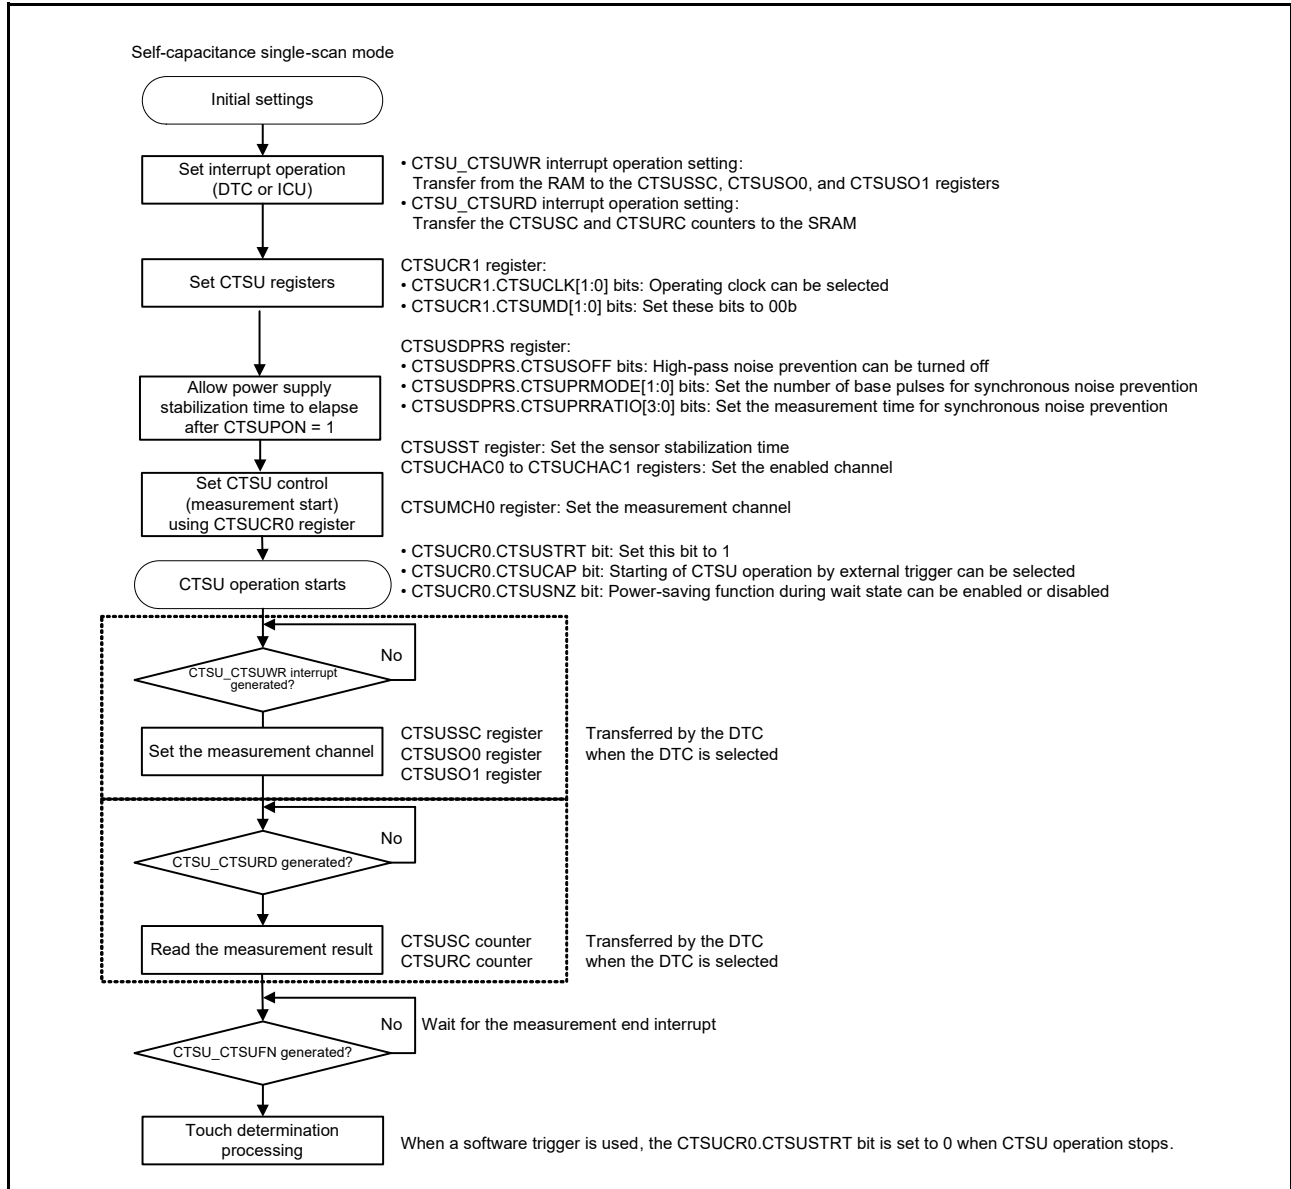 Self-capacitance single-scan mode
Initial settings
Set interrupt operation
(DTC or ICU)
• CTSU_CTSUWR interrupt operation setting:
Transfer from the RAM to the CTSUSSC, CTSUSO0, and CTSUSO1 registers
• CTSU_CTSURD interrupt operation setting:
Transfer the CTSUSC and CTSURC counters to the SRAM
Set CTSU registers
CTSUCR1 register:
• CTSUCR1.CTSUCLK[1:0] bits: Operating clock can be selected
• CTSUCR1.CTSUMD[1:0] bits: Set these bits to 00b
CTSUSDPRS register:
• CTSUSDPRS.CTSUSOFF bits: High-pass noise prevention can be turned off
• CTSUSDPRS.CTSUPRMODE[1:0] bits: Set the number of base pulses for synchronous noise prevention
• CTSUSDPRS.CTSUPRRATIO[3:0] bits: Set the measurement time for synchronous noise prevention
Allow power supply
stabilization time to elapse
after CTSUPON = 1
CTSUSST register: Set the sensor stabilization time
CTSUCHAC0 to CTSUCHAC1 registers: Set the enabled channel
Set CTSU control
(measurement start)
using CTSUCR0 register
CTSUMCH0 register: Set the measurement channel
• CTSUCR0.CTSUSTRT bit: Set this bit to 1
• CTSUCR0.CTSUCAP bit: Starting of CTSU operation by external trigger can be selected
• CTSUCR0.CTSUSNZ bit: Power-saving function during wait state can be enabled or disabled
CTSU operation starts
No
CTSU_CTSUWR interrupt
generated?
Set the measurement channel
CTSUSSC register
CTSUSO0 register
CTSUSO1 register
Transferred by the DTC
when the DTC is selected
No
CTSU_CTSURD generated?
Read the measurement result
CTSUSC counter
CTSURC counter
Transferred by the DTC
when the DTC is selected
No
Wait for the measurement end interrupt
CTSU_CTSUFN generated?
Touch determination
processing
When a software trigger is used, the CTSUCR0.CTSUSTRT bit is set to 0 when CTSU operation stops.